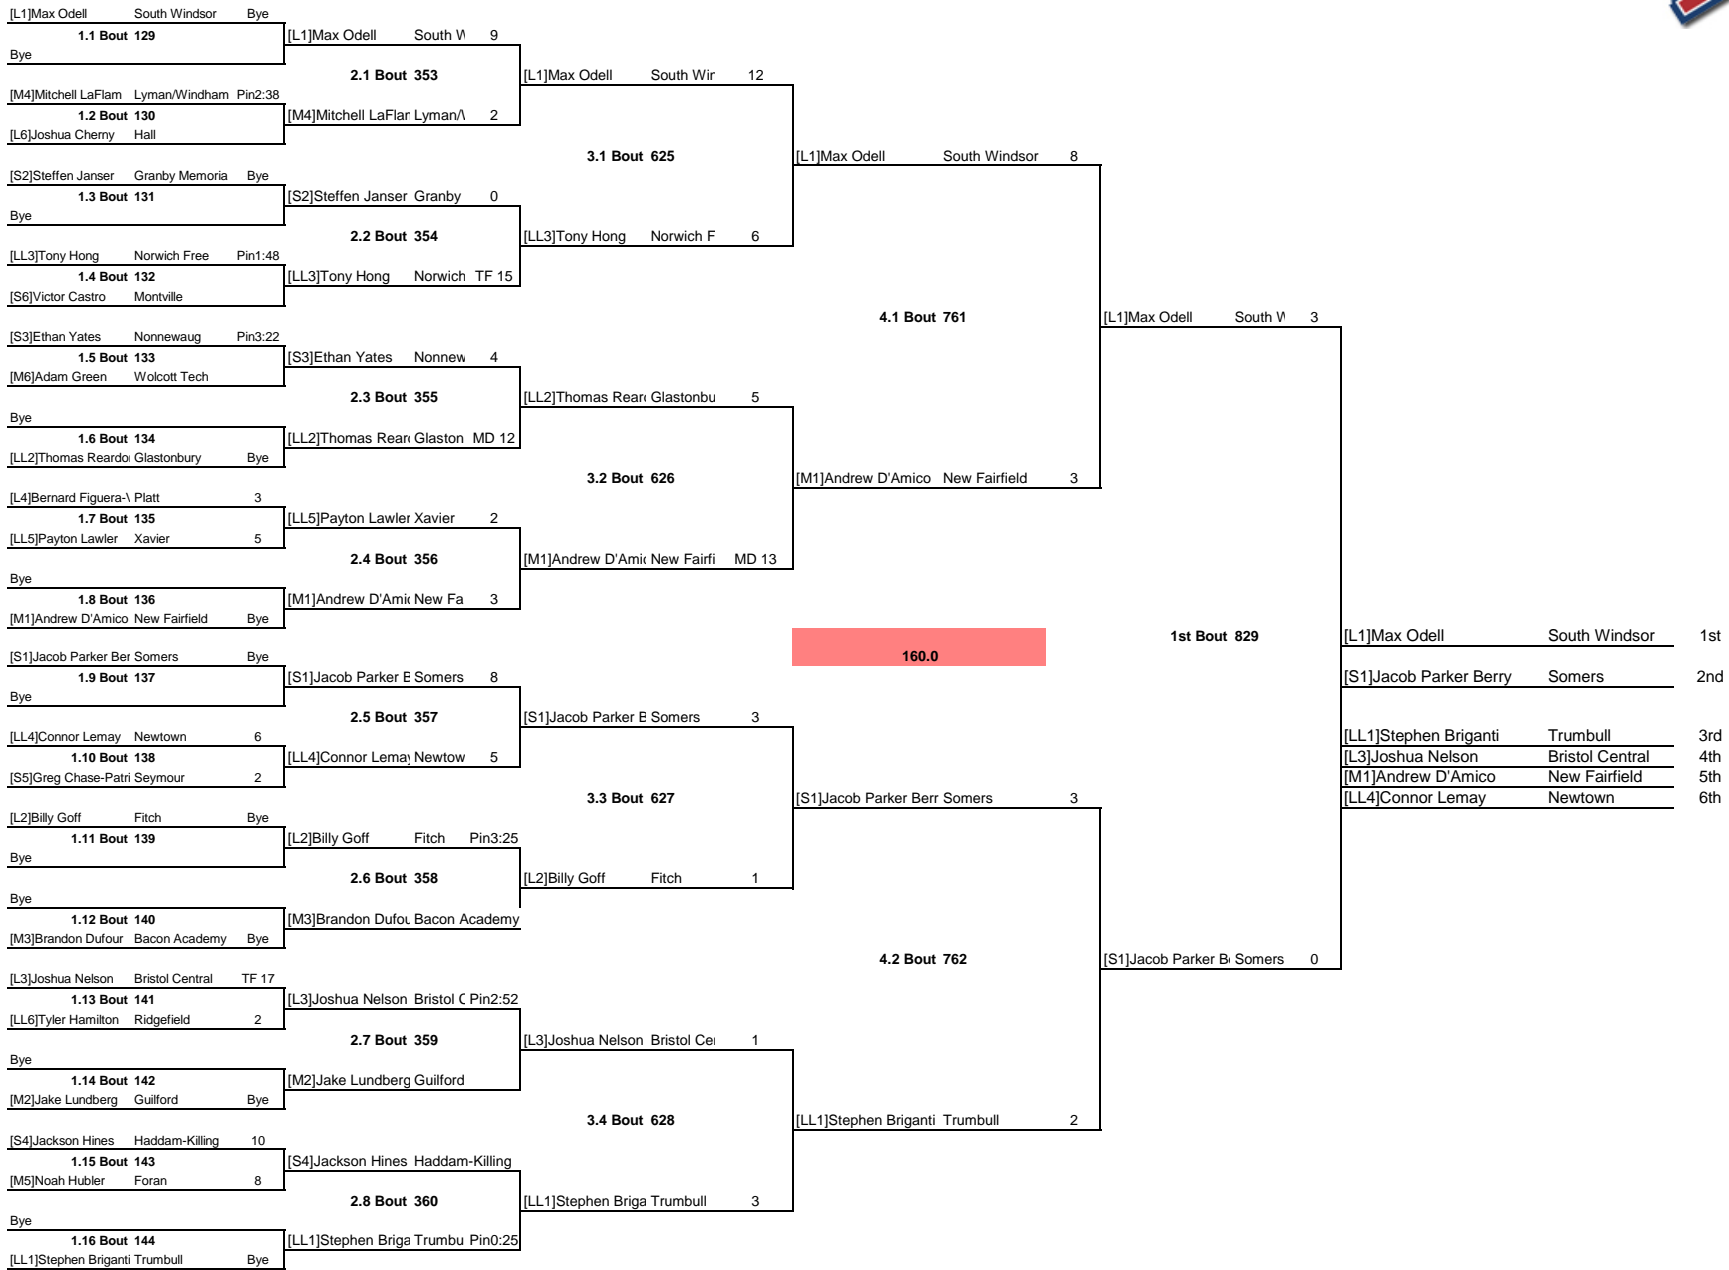 [L1]Max Odell South Windsor Bye
1.1 Bout 129
Bye
[M4]Mitchell LaFlam Lyman/Windham Pin2:38
1.2 Bout 130
[L6]Joshua Cherny Hall
[S2]Steffen Janser Granby Memoria Bye
1.3 Bout 131
Bye
[LL3]Tony Hong Norwich Free Pin1:48
1.4 Bout 132
[S6]Victor Castro Montville
[S3]Ethan Yates Nonnewaug Pin3:22
1.5 Bout 133
[M6]Adam Green Wolcott Tech
Bye
1.6 Bout 134
[LL2]Thomas Reardo Glastonbury Bye
[L4]Bernard Figuera-\ Platt 3
1.7 Bout 135
[LL5]Payton Lawler Xavier 5
Bye
1.8 Bout 136
[M1]Andrew D'Amico New Fairfield Bye
[S1]Jacob Parker Ber Somers Bye
1.9 Bout 137
Bye
[LL4]Connor Lemay Newtown 6
1.10 Bout 138
[S5]Greg Chase-Patri Seymour 2
[L2]Billy Goff Fitch Bye
1.11 Bout 139
Bye
Bye
1.12 Bout 140
[M3]Brandon Dufour Bacon Academy Bye
[L3]Joshua Nelson Bristol Central TF 17
1.13 Bout 141
[LL6]Tyler Hamilton Ridgefield 2
Bye
1.14 Bout 142
[M2]Jake Lundberg Guilford Bye
[S4]Jackson Hines Haddam-Killing 10
1.15 Bout 143
[M5]Noah Hubler Foran 8
Bye
1.16 Bout 144
[LL1]Stephen Briganti Trumbull Bye
[L1]Max Odell South W 9
2.1 Bout 353
[M4]Mitchell LaFlar Lyman/\ 2
[S2]Steffen Janser Granby 0
2.2 Bout 354
[LL3]Tony Hong Norwich TF 15
[S3]Ethan Yates Nonnew 4
2.3 Bout 355
[LL2]Thomas Rear Glaston MD 12
[LL5]Payton Lawler Xavier 2
2.4 Bout 356
[M1]Andrew D'Ami New Fa 3
[S1]Jacob Parker B Somers 8
2.5 Bout 357
[LL4]Connor Lemay Newtow 5
[L2]Billy Goff Fitch Pin3:25
2.6 Bout 358
[M3]Brandon Dufou Bacon Academy
[L3]Joshua Nelson Bristol C Pin2:52
2.7 Bout 359
[M2]Jake Lundberg Guilford
[S4]Jackson Hines Haddam-Killing
2.8 Bout 360
[LL1]Stephen Briga Trumbu Pin0:25
[L1]Max Odell South Wir 12
3.1 Bout 625
[LL3]Tony Hong Norwich F 6
[LL2]Thomas Rear Glastonbu 5
3.2 Bout 626
[M1]Andrew D'Ami New Fairfi MD 13
[S1]Jacob Parker B Somers 3
3.3 Bout 627
[L2]Billy Goff Fitch 1
[L3]Joshua Nelson Bristol Ce 1
3.4 Bout 628
[LL1]Stephen Briga Trumbull 3
[L1]Max Odell South Windsor 8
4.1 Bout 761
[M1]Andrew D'Amico New Fairfield 3
160.0
[S1]Jacob Parker Berr Somers 3
4.2 Bout 762
[LL1]Stephen Briganti Trumbull 2
[L1]Max Odell South W 3
1st Bout 829
[S1]Jacob Parker B Somers 0
[L1]Max Odell South Windsor 1st
[S1]Jacob Parker Berry Somers 2nd
[LL1]Stephen Briganti Trumbull 3rd
[L3]Joshua Nelson Bristol Central 4th
[M1]Andrew D'Amico New Fairfield 5th
[LL4]Connor Lemay Newtown 6th